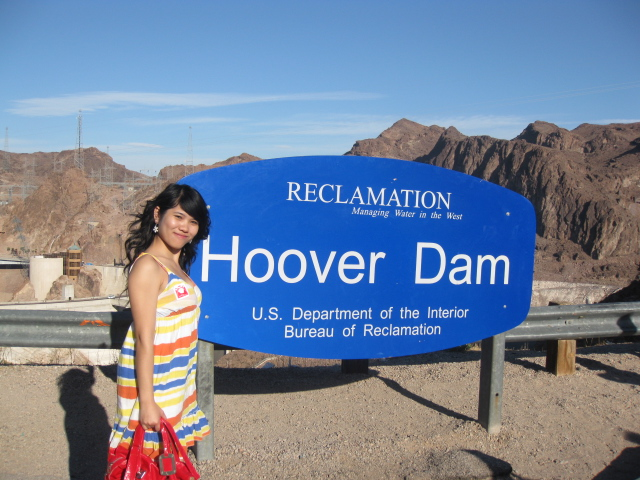 RECLAMATION
Managing Water in the West
Hoover Dam
U.S. Department of the Interior
Bureau of Reclamation